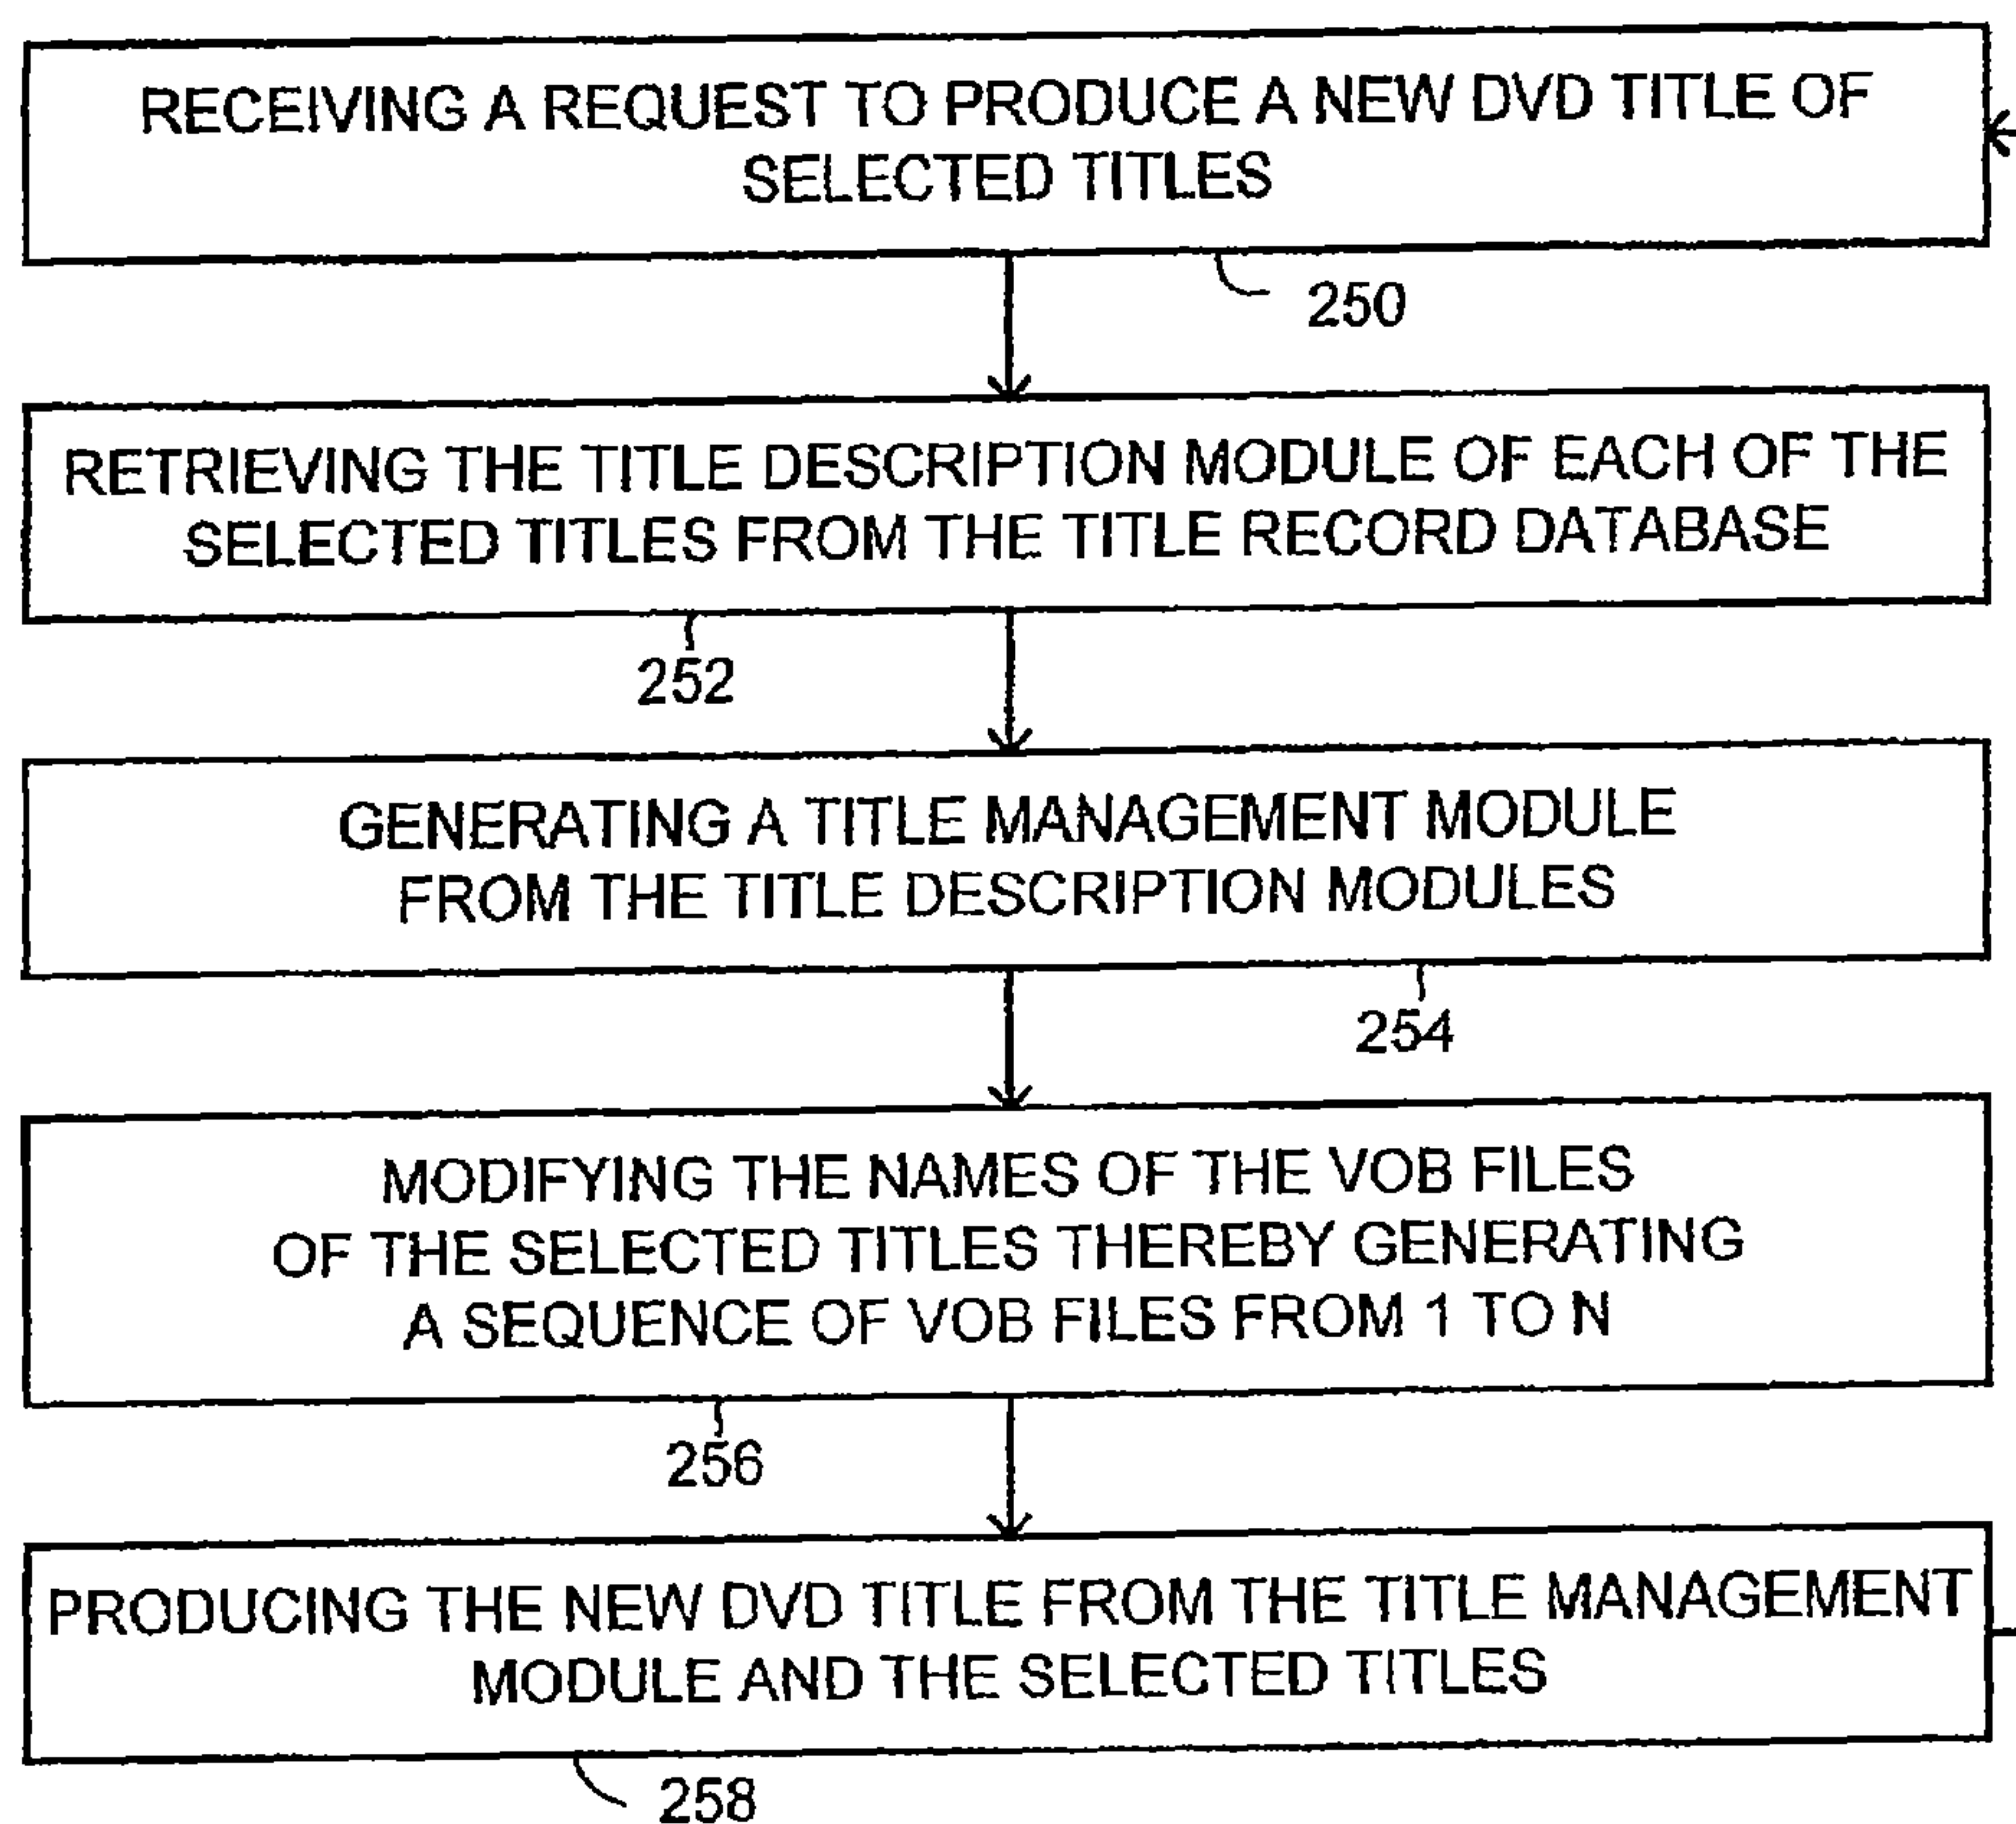 RECEIVING A REQUEST TO PRODUCE A NEW DVD TITLE OF
SELECTED TITLES
250
RETRIEVING THE TITLE DESCRIPTION MODULE OF EACH OF THE
SELECTED TITLES FROM THE TITLE RECORD DATABASE
252
GENERATING A TITLE MANAGEMENT MODULE
FROM THE TITLE DESCRIPTION MODULES
254
MODIFYING THE NAMES OF THE VOB FILES
OF THE SELECTED TITLES THEREBY GENERATING
A SEQUENCE OF VOB FILES FROM 1 TO N
256
PRODUCING THE NEW DVD TITLE FROM THE TITLE MANAGEMENT
MODULE AND THE SELECTED TITLES
258